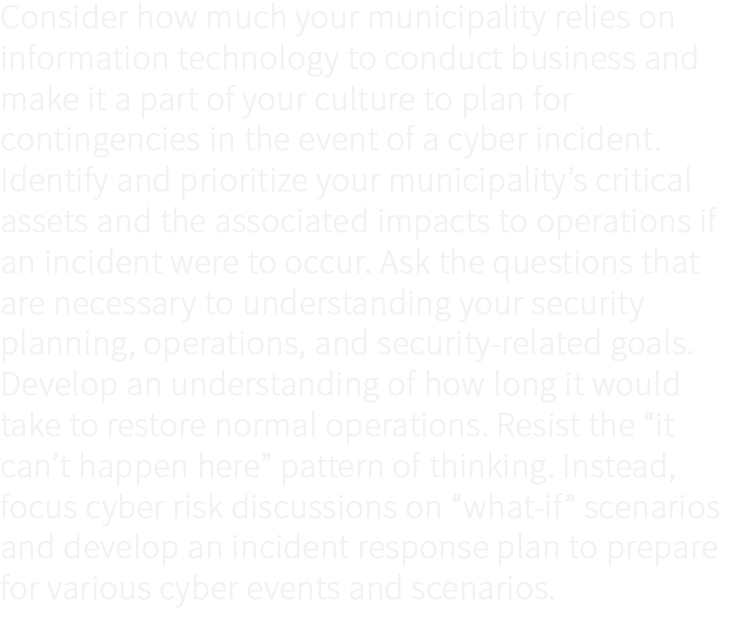 Consider how much your municipality relies on
information technology to conduct business and
make it a part of your culture to plan for
contingencies in the event of a cyber incident.
Identify and prioritize your municipality’s critical
assets and the associated impacts to operations if
an incident were to occur. Ask the questions that
are necessary to understanding your security
planning, operations, and security-related goals.
Develop an understanding of how long it would
take to restore normal operations. Resist the “it
can’t happen here” pattern of thinking. Instead,
focus cyber risk discussions on “what-if” scenarios
and develop an incident response plan to prepare
for various cyber events and scenarios.